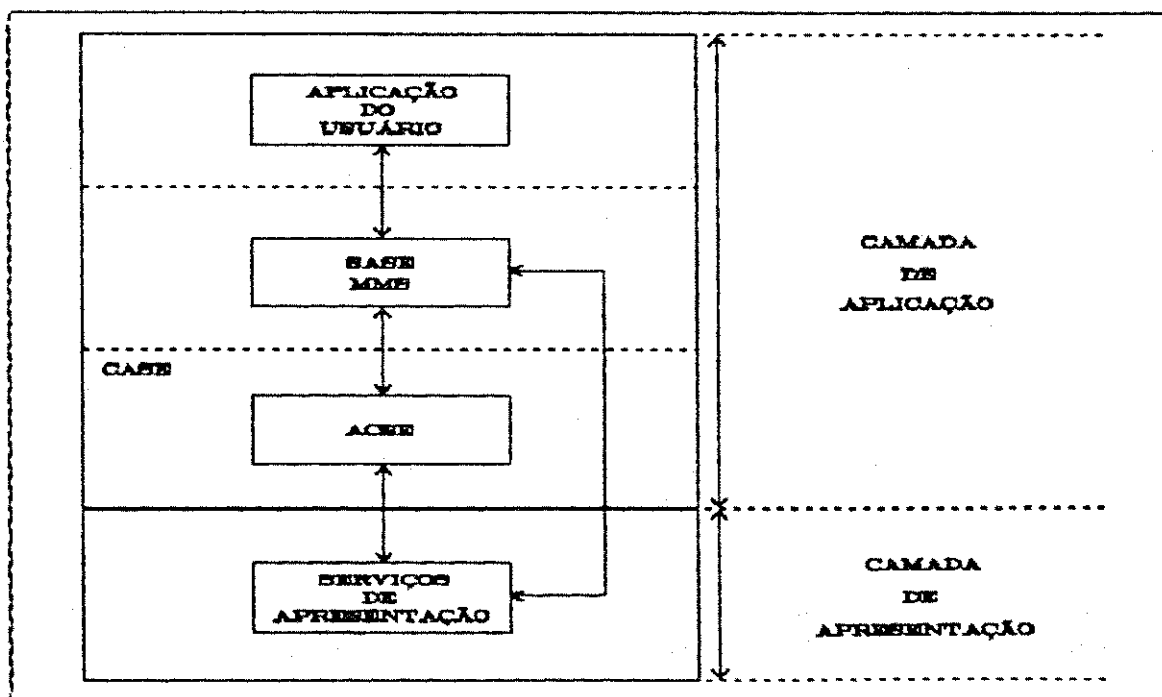 APLICAÇÃO
DO
USUÁRIO
SASE
MMS
CASE
ACSE
SERVIÇOS
DE
APRESENTAÇÃO
CAMADA
DE
APLICAÇÃO
CAMADA
DE
APRESENTAÇÃO